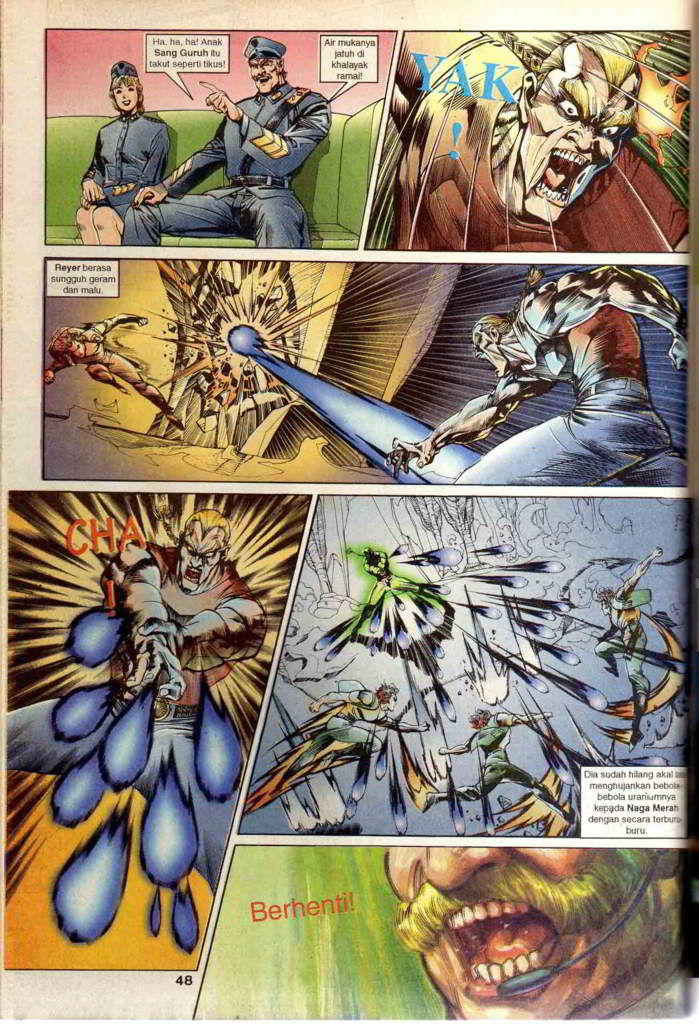 Ha, ha, ha! Anak
Sang Guruh itu
takut seperti tikus!
Air mukanya
jatuh di
khalayak
ramai!
YAK
!
Reyer berasa
sungguh geram
dan malu.
CHA
Dia sudah hilang akal
menghujankan bebola-
bebola uraniumnya
kepada Naga Merah
dengan secara terburu-
buru.
Berhenti!
48